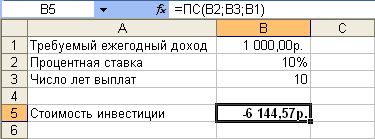 B5 =ПС(B2;B3;B1)
A B C
1 Требуемый ежегодный доход 1 000,00р.
2 Процентная ставка 10%
3 Число лет выплат 10
4
5 Стоимость инвестиции -6 144,57р.
6